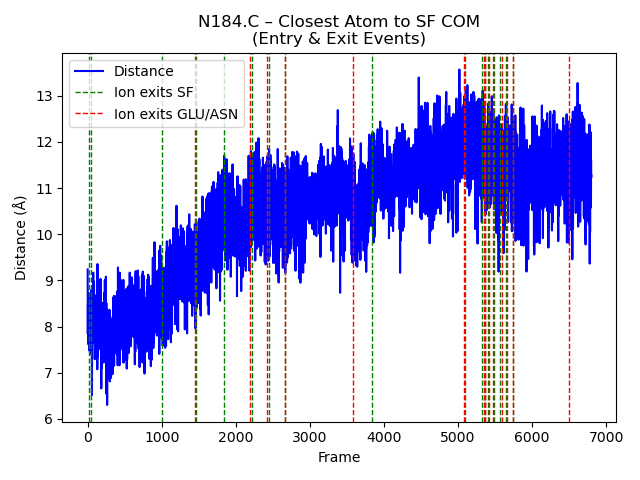 N184.C – Closest Atom to SF COM
(Entry & Exit Events)
Distance
Ion exits SF
Ion exits GLU/ASN
Distance (Å)
13
12
11
10
9
8
7
6
0 1000 2000 3000 4000 5000 6000 7000
Frame